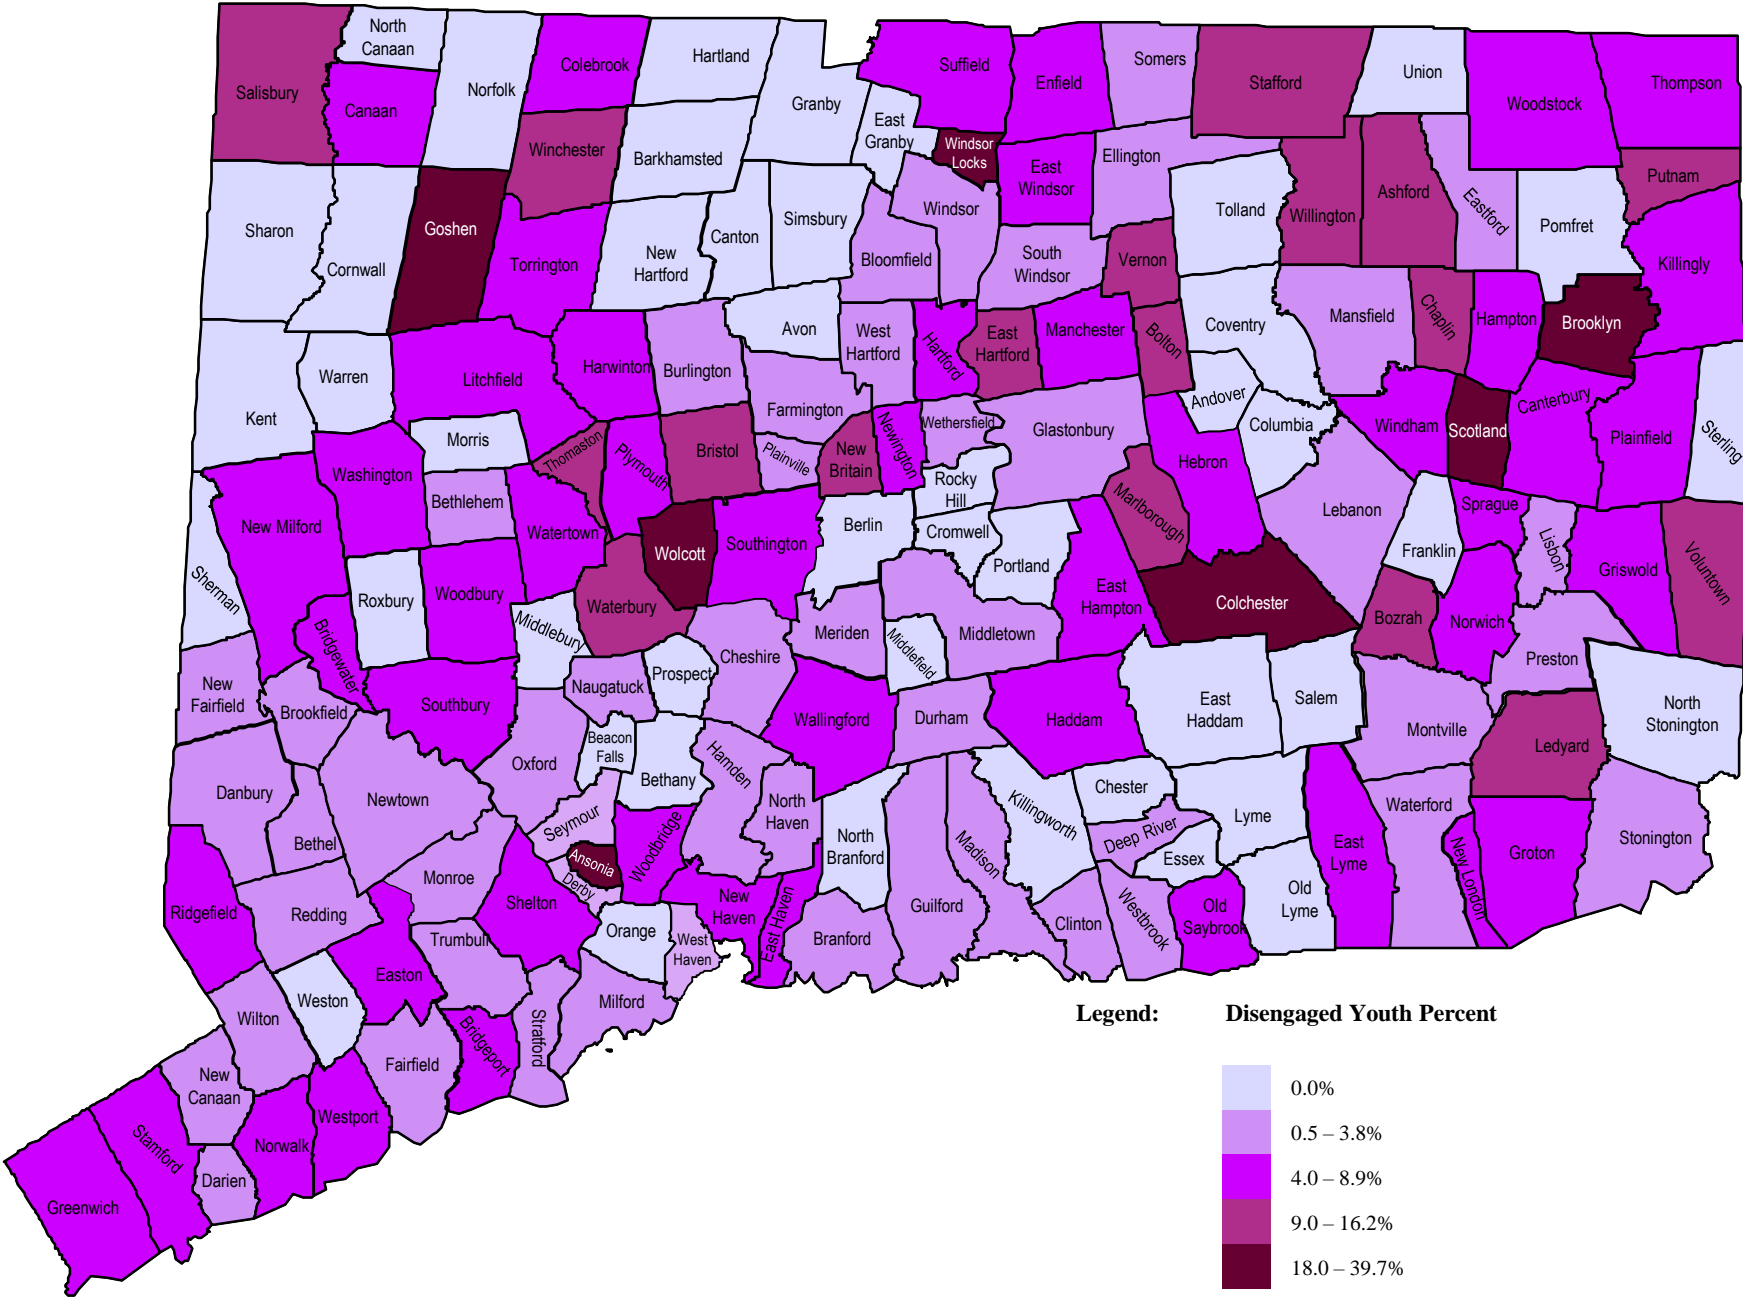 North
Canaan
Salisbury
Canaan
Norfolk
Colebrook
Hartland
Granby
Suffield
Enfield
Somers
Stafford
Union
Woodstock
Thompson
Winchester
Barkhamsted
East
Granby
Windsor
Locks
East
Windsor
Ellington
Tolland
Willington
Ashford
Eastford
Pomfret
Putnam
Sharon
Cornwall
Goshen
Torrington
New
Hartford
Canton
Simsbury
Bloomfield
Windsor
South
Windsor
Vernon
Killingly
Kent
Warren
Litchfield
Harwinton
Burlington
Avon
West
Hartford
Hartford
East
Hartford
Manchester
Bolton
Coventry
Mansfield
Chaplin
Hampton
Brooklyn
Morris
Farmington
Wethersfield
Glastonbury
Andover
Columbia
Hebron
Windham
Scotland
Canterbury
Plainfield
Sterling
Washington
Bethlehem
Watertown
Thomaston
Plymouth
Bristol
Plainville
New
Britain
Newington
Rocky
Hill
Cromwell
Berlin
Southington
Wolcott
Marlborough
Lebanon
Franklin
Sprague
Lisbon
Griswold
Voluntown
New Milford
Sherman
Bridgewater
Roxbury
Woodbury
Middlebury
Waterbury
Portland
East
Hampton
Colchester
Bozrah
Norwich
Preston
North
Stonington
New
Fairfield
Brookfield
Southbury
Naugatuck
Prospect
Cheshire
Meriden
Middlefield
Middletown
Wallingford
Durham
Haddam
East
Haddam
Salem
Montville
Ledyard
Danbury
Bethel
Newtown
Oxford
Beacon
Falls
Bethany
Hamden
North
Haven
Seymour
Ansonia
Derby
Woodbridge
North
Branford
Madison
Killingworth
Chester
Deep River
Essex
Lyme
East
Lyme
Waterford
New London
Groton
Stonington
Ridgefield
Redding
Monroe
Shelton
Trumbull
Easton
Orange
West
Haven
New
Haven
East Haven
Branford
Guilford
Clinton
Westbrook
Old
Saybrook
Old
Lyme
Weston
Wilton
Fairfield
Bridgeport
Stratford
Milford
New
Canaan
Westport
Norwalk
Darien
Stamford
Greenwich
Legend: Disengaged Youth Percent
0.0%
0.5 – 3.8%
4.0 – 8.9%
9.0 – 16.2%
18.0 – 39.7%